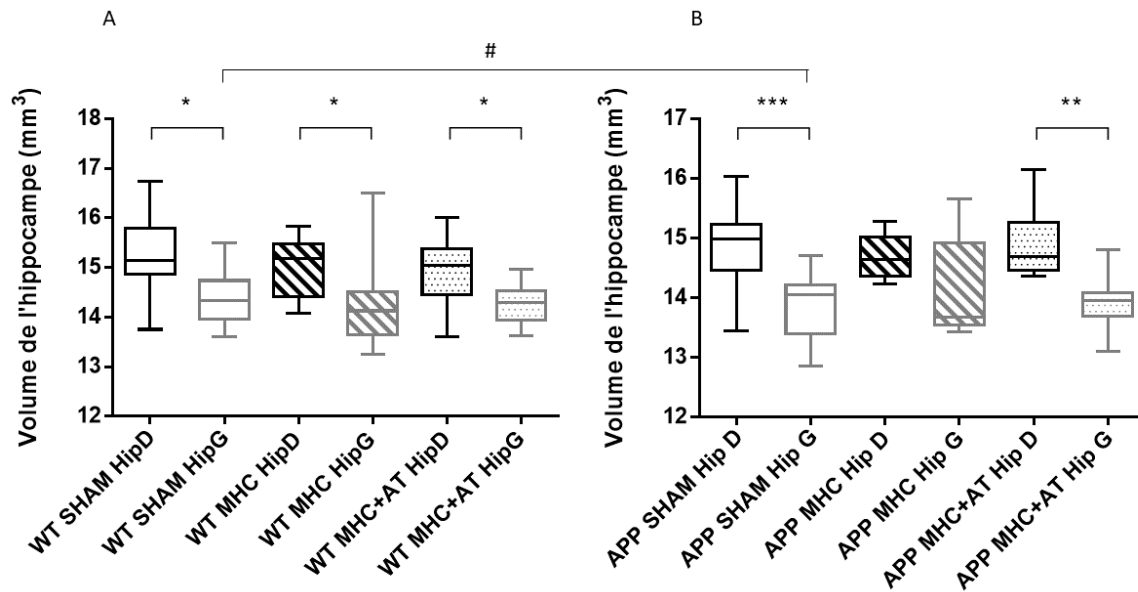 A
B
#
*
*
*
***
**
Volume de l'hippocampe (mm³)
18
17
16
15
14
13
12
WT SHAM HipD
WT SHAM HipG
WT MHC HipD
WT MHC HipG
WT MHC+AT HipD
WT MHC+AT HipG
Volume de l'hippocampe (mm³)
17
16
15
14
13
12
APP SHAM Hip D
APP SHAM Hip G
APP MHC Hip D
APP MHC Hip G
APP MHC+AT Hip D
APP MHC+AT Hip G